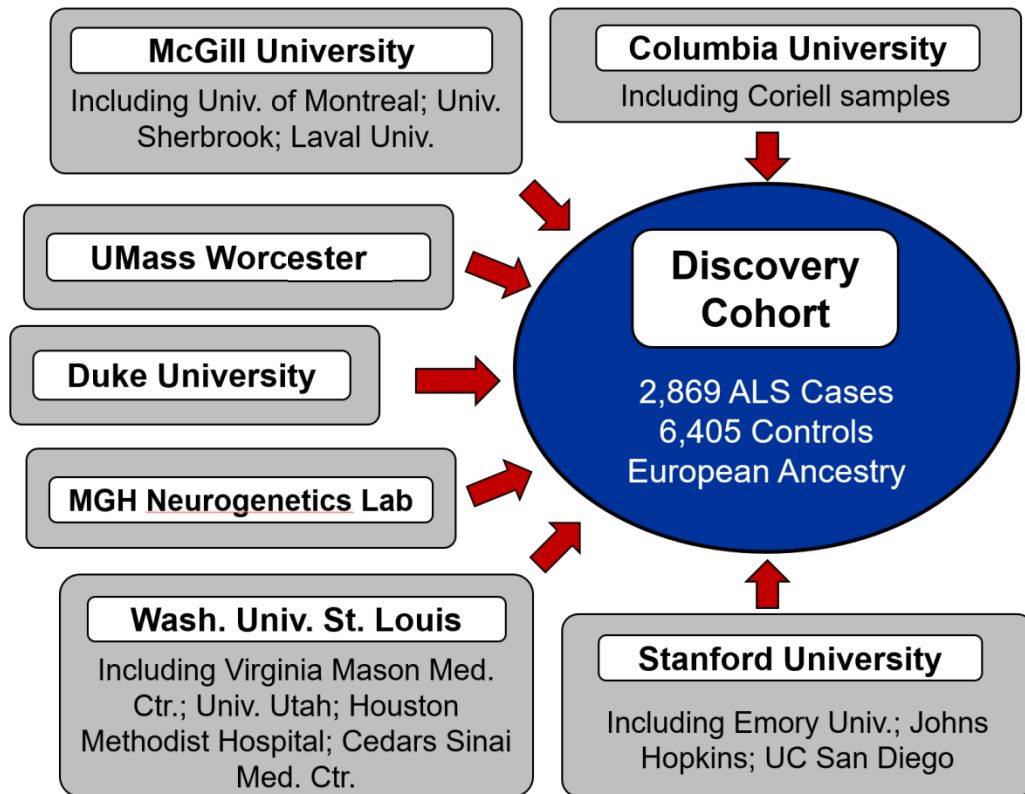 McGill University
Including Univ. of Montreal; Univ.
Sherbrook; Laval Univ.
Columbia University
Including Coriell samples
UMass Worcester
Duke University
MGH Neurogenetics Lab
Wash. Univ. St. Louis
Including Virginia Mason Med.
Ctr.; Univ. Utah; Houston
Methodist Hospital; Cedars Sinai
Med. Ctr.
Discovery
Cohort
2,869 ALS Cases
6,405 Controls
European Ancestry
Stanford University
Including Emory Univ.; Johns
Hopkins; UC San Diego